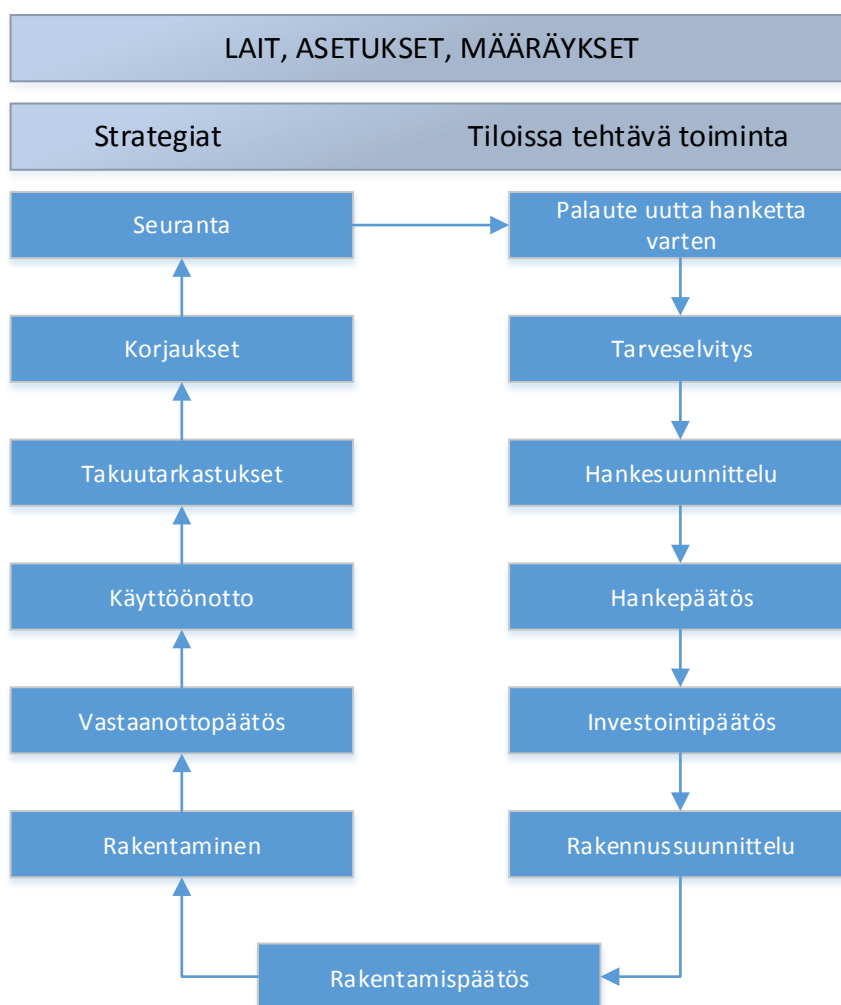 LAIT, ASETUKSET, MÄÄRÄYKSET
Strategiat
Tiloissa tehtävä toiminta
Seuranta
Palaute uutta hanketta
varten
Korjaukset
Tarveselvitys
Takuutarkastukset
Hankesuunnittelu
Käyttöönotto
Hankepäätös
Vastaanottopäätös
Investointipäätös
Rakentaminen
Rakennussuunnittelu
Rakentamispäätös